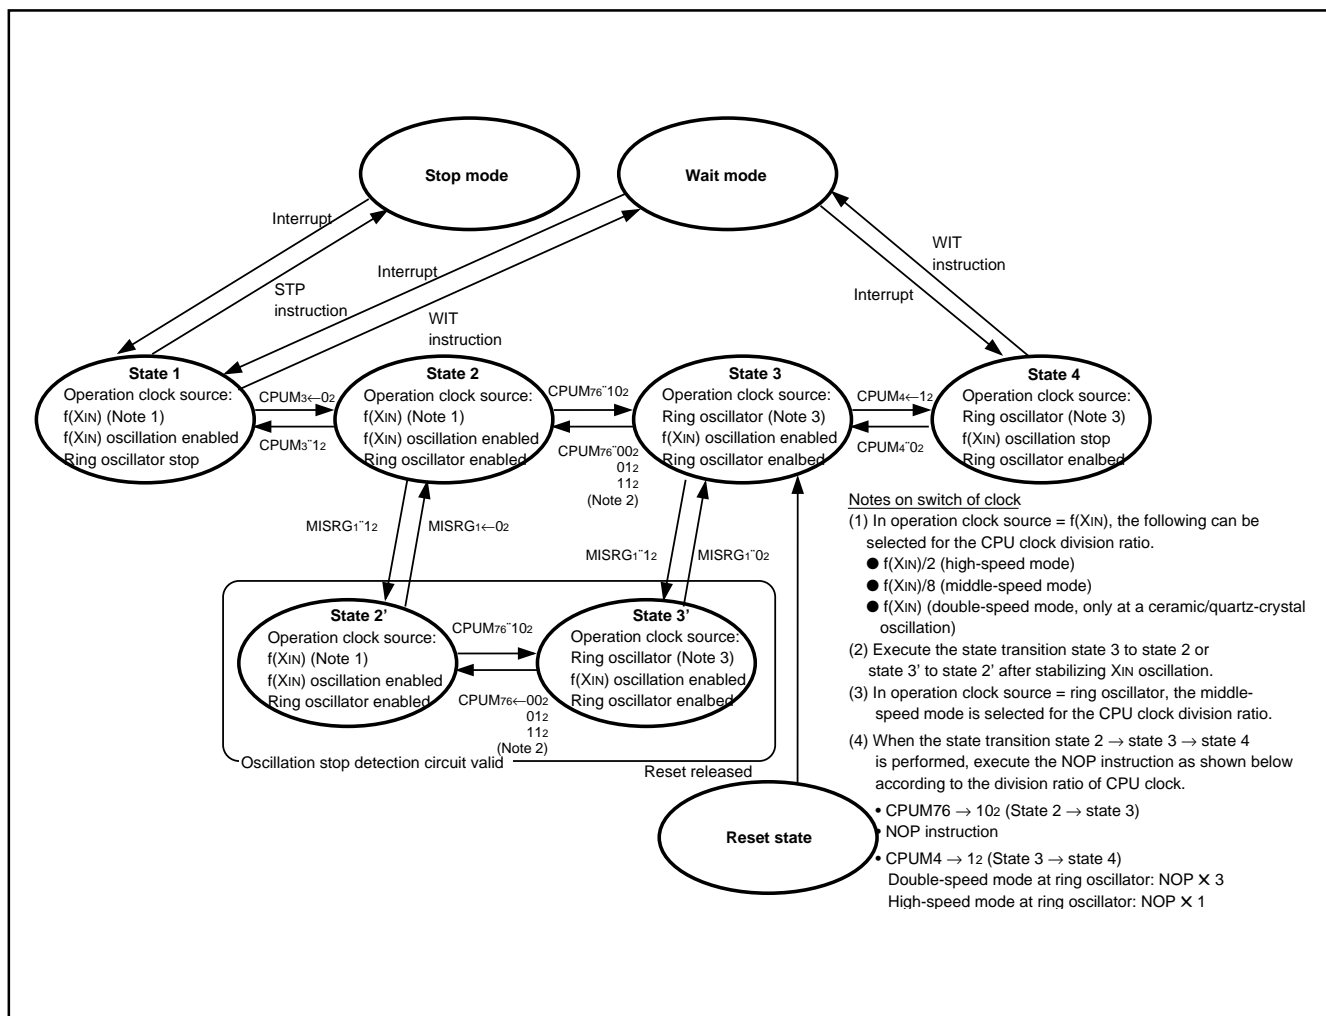 Stop mode
Wait mode
Interrupt
STP
instruction
Interrupt
WIT
instruction
WIT
instruction
Interrupt
State 1
Operation clock source:
f(XIN) (Note 1)
f(XIN) oscillation enabled
Ring oscillator stop
CPUM3←02
CPUM3¨12
State 2
Operation clock source:
f(XIN) (Note 1)
f(XIN) oscillation enabled
Ring oscillator enabled
CPUM76¨102
CPUM76¨002
012
112
(Note 2)
State 3
Operation clock source:
Ring oscillator (Note 3)
f(XIN) oscillation enabled
Ring oscillator enalbed
CPUM4←12
CPUM4¨02
State 4
Operation clock source:
Ring oscillator (Note 3)
f(XIN) oscillation stop
Ring oscillator enalbed
MISRG1¨12
MISRG1←02
MISRG1¨12
MISRG1¨02
State 2’
Operation clock source:
f(XIN) (Note 1)
f(XIN) oscillation enabled
Ring oscillator enabled
CPUM76¨102
CPUM76←002
012
112
(Note 2)
State 3’
Operation clock source:
Ring oscillator (Note 3)
f(XIN) oscillation enabled
Ring oscillator enalbed
Oscillation stop detection circuit valid
Reset released
Reset state
Notes on switch of clock
(1) In operation clock source = f(XIN), the following can be
selected for the CPU clock division ratio.
● f(XIN)/2 (high-speed mode)
● f(XIN)/8 (middle-speed mode)
● f(XIN) (double-speed mode, only at a ceramic/quartz-crystal
oscillation)
(2) Execute the state transition state 3 to state 2 or
state 3’ to state 2’ after stabilizing XIN oscillation.
(3) In operation clock source = ring oscillator, the middle-
speed mode is selected for the CPU clock division ratio.
(4) When the state transition state 2 → state 3 → state 4
is performed, execute the NOP instruction as shown below
according to the division ratio of CPU clock.
• CPUM76 → 102 (State 2 → state 3)
• NOP instruction
• CPUM4 → 12 (State 3 → state 4)
Double-speed mode at ring oscillator: NOP ✕ 3
High-speed mode at ring oscillator: NOP ✕ 1